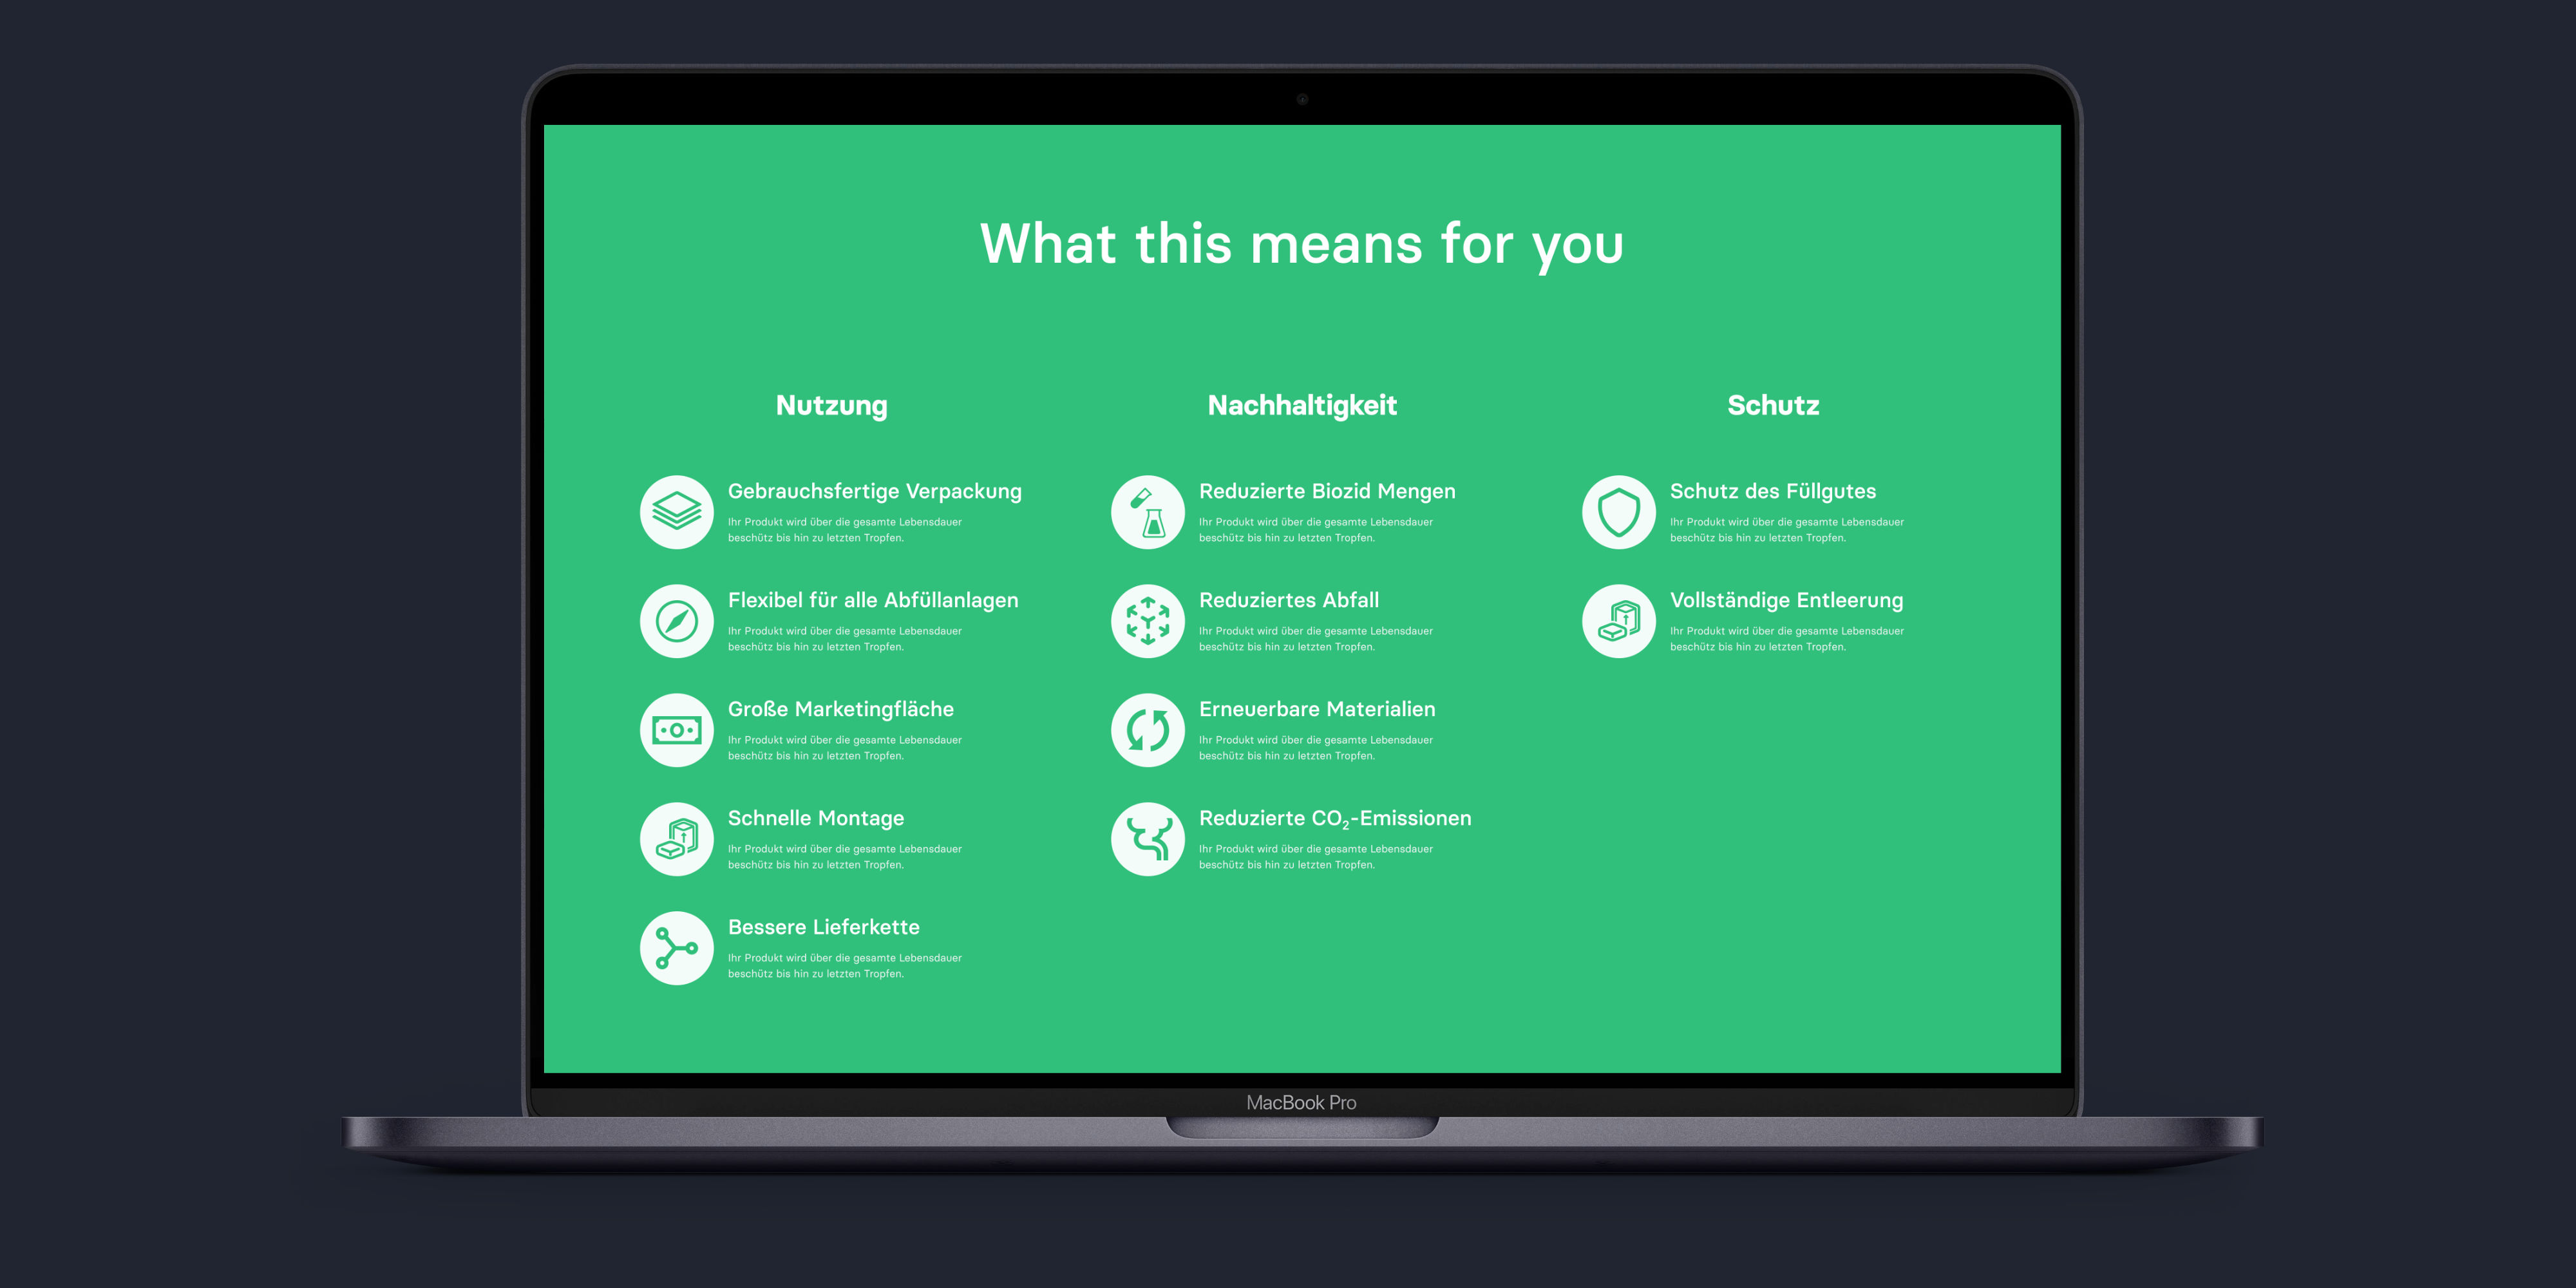 What this means for you
Nutzung
Gebrauchsfertige Verpackung
Ihr Produkt wird über die gesamte Lebensdauer
beschütz bis hin zu letzten Tropfen.
Flexibel für alle Abfüllanlagen
Ihr Produkt wird über die gesamte Lebensdauer
beschütz bis hin zu letzten Tropfen.
Große Marketingfläche
Ihr Produkt wird über die gesamte Lebensdauer
beschütz bis hin zu letzten Tropfen.
Schnelle Montage
Ihr Produkt wird über die gesamte Lebensdauer
beschütz bis hin zu letzten Tropfen.
Bessere Lieferkette
Ihr Produkt wird über die gesamte Lebensdauer
beschütz bis hin zu letzten Tropfen.
Nachhaltigkeit
Reduzierte Biozid Mengen
Ihr Produkt wird über die gesamte Lebensdauer
beschütz bis hin zu letzten Tropfen.
Reduziertes Abfall
Ihr Produkt wird über die gesamte Lebensdauer
beschütz bis hin zu letzten Tropfen.
Erneuerbare Materialien
Ihr Produkt wird über die gesamte Lebensdauer
beschütz bis hin zu letzten Tropfen.
Reduzierte CO₂-Emissionen
Ihr Produkt wird über die gesamte Lebensdauer
beschütz bis hin zu letzten Tropfen.
Schutz
Schutz des Füllgutes
Ihr Produkt wird über die gesamte Lebensdauer
beschütz bis hin zu letzten Tropfen.
Vollständige Entleerung
Ihr Produkt wird über die gesamte Lebensdauer
beschütz bis hin zu letzten Tropfen.
MacBook Pro